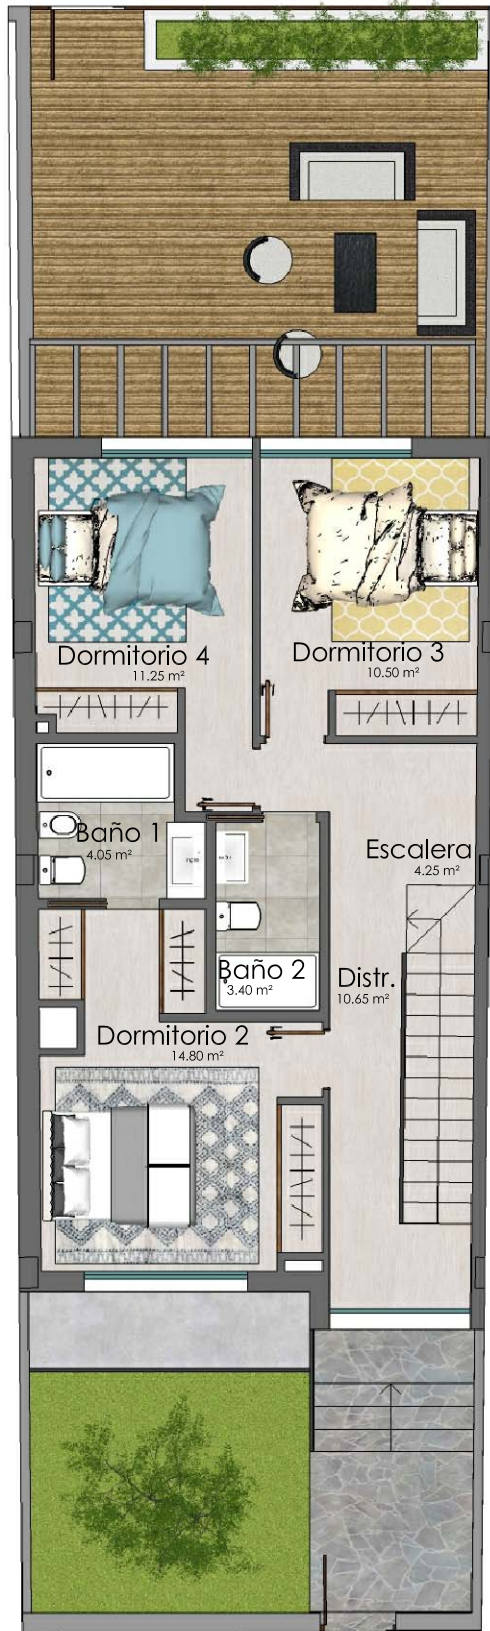 Dormitorio 4
11.25 m²
Dormitorio 3
10.50 m²
Baño 1
4.05 m²
Escalera
4.25 m²
Baño 2
3.40 m²
Distr.
10.65 m²
Dormitorio 2
14.80 m²